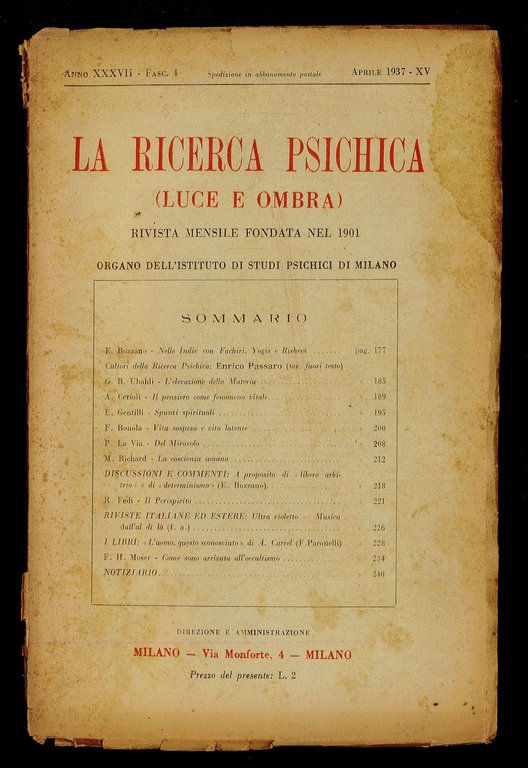 ANNO XXXVII - FASC. 4 Spedizione in abbonamento postale APRILE 1937 - XV
LA RICERCA PSICHICA
(LUCE E OMBRA)
RIVISTA MENSILE FONDATA NEL 1901
ORGANO DELL'ISTITUTO DI STUDI PSICHICI DI MILANO
SOMMARIO
E. Bozzano - Nelle Indie con Fachiri, Yogis e Rishees ....... pag. 177
Cultori della Ricerca Psichica: Enrico Passaro (tav. fuori testo)
G. B. Ubaldi - L'elevazione della Materia ................ » 185
A. Cerioli - Il pensiero come fenomeno vitale. ............ » 189
E. Gentilli - Spunti spirituali ........................ » 195
F. Bonola - Vita sospesa e vita latente ................. » 200
P. La Via - Del Miracolo ........................... » 208
M. Richard - La coscienza umana ..................... » 212
DISCUSSIONI E COMMENTI: A proposito di « libero arbi-
trio » e di « determinismo » (E. Bozzano). ................ » 218
R. Fedi - Il Perispirito ............................ » 221
RIVISTE ITALIANE ED ESTERE: Ultra violetto — Musica
dall'al di là (f. a.) ............................... » 226
I LIBRI: « L'uomo, questo sconosciuto » di A. Carrel (F. Paronelli) » 228
F. H. Moser - Come sono arrivata all'occultismo ........... » 234
NOTIZIARIO. .................................. » 240
DIREZIONE E AMMINISTRAZIONE
MILANO — Via Monforte, 4 — MILANO
Prezzo del presente: L. 2